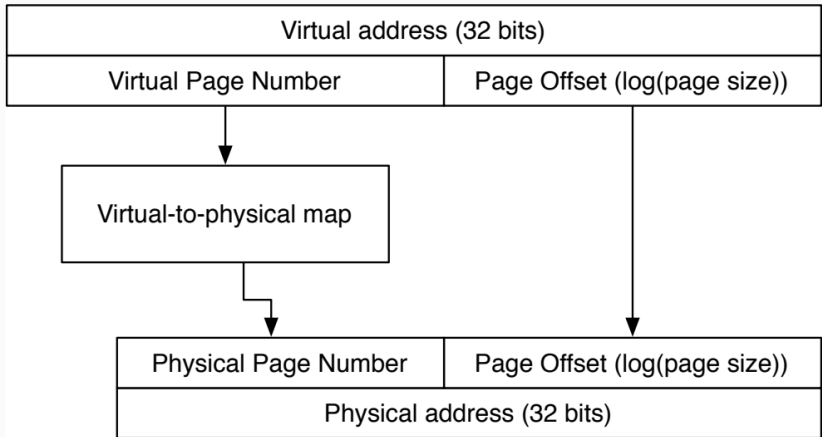 Virtual address (32 bits)
Virtual Page Number
Page Offset (log(page size))
Virtual-to-physical map
Physical Page Number
Page Offset (log(page size))
Physical address (32 bits)